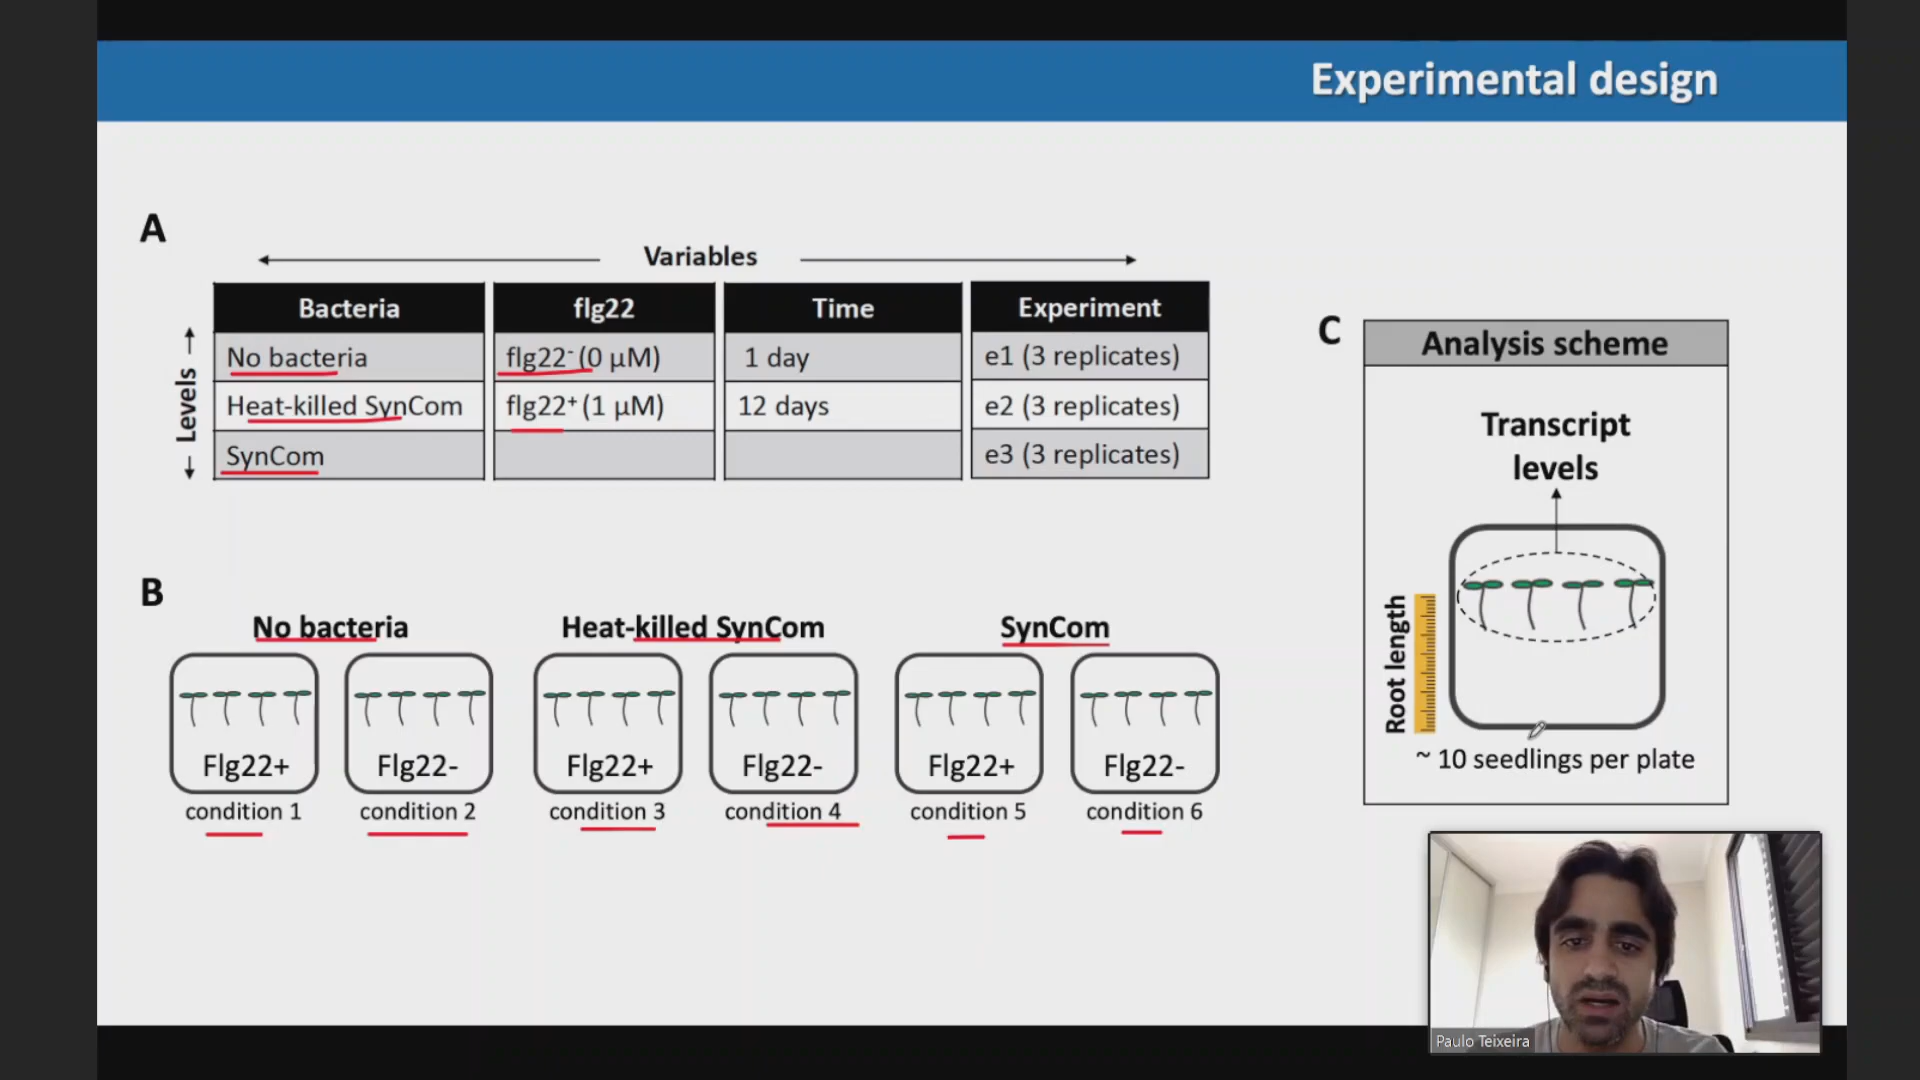 Experimental design
A
Variables
Levels
Bacteria flg22 Time Experiment
No bacteria flg22⁻ (0 µM) 1 day e1 (3 replicates)
Heat-killed SynCom flg22⁺ (1 µM) 12 days e2 (3 replicates)
SynCom e3 (3 replicates)
B
No bacteria Heat-killed SynCom SynCom
Flg22+ Flg22- Flg22+ Flg22- Flg22+ Flg22-
condition 1 condition 2 condition 3 condition 4 condition 5 condition 6
C
Analysis scheme
Transcript
levels
Root length
~ 10 seedlings per plate
Paulo Teixeira